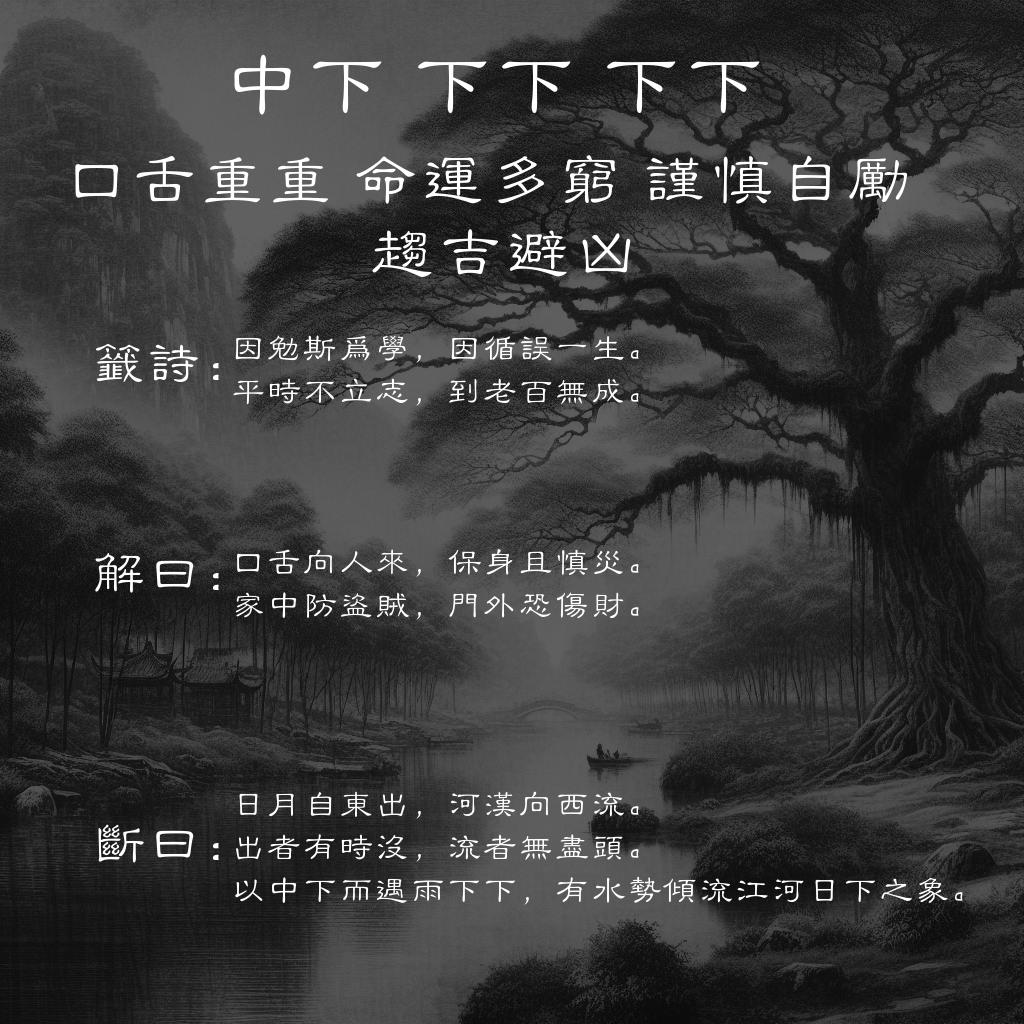 中下 下下 下下
口舌重重 命運多窮 謹慎自勵
趨吉避凶
籤詩：
因勉斯爲學，因循誤一生。
平時不立志，到老百無成。
解曰：
口舌向人來，保身且慎災。
家中防盜賊，門外恐傷財。
斷曰：
日月自東出，河漢向西流。
出者有時沒，流者無盡頭。
以中下而遇兩下下，有水勢傾流江河日下之象。